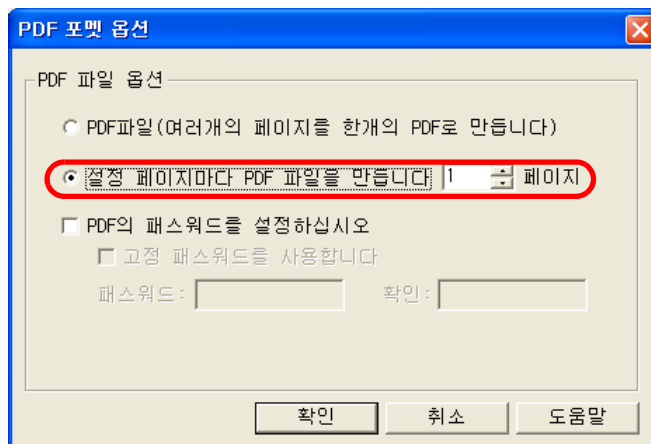 PDF 포멧 옵션
PDF 파일 옵션
PDF파일(여러개의 페이지를 한개의 PDF로 만듭니다)
설정 페이지마다 PDF 파일을 만듭니다 1 페이지
PDF의 패스워드를 설정하십시오
고정 패스워드를 사용합니다
패스워드: 확인:
확인 취소 도움말